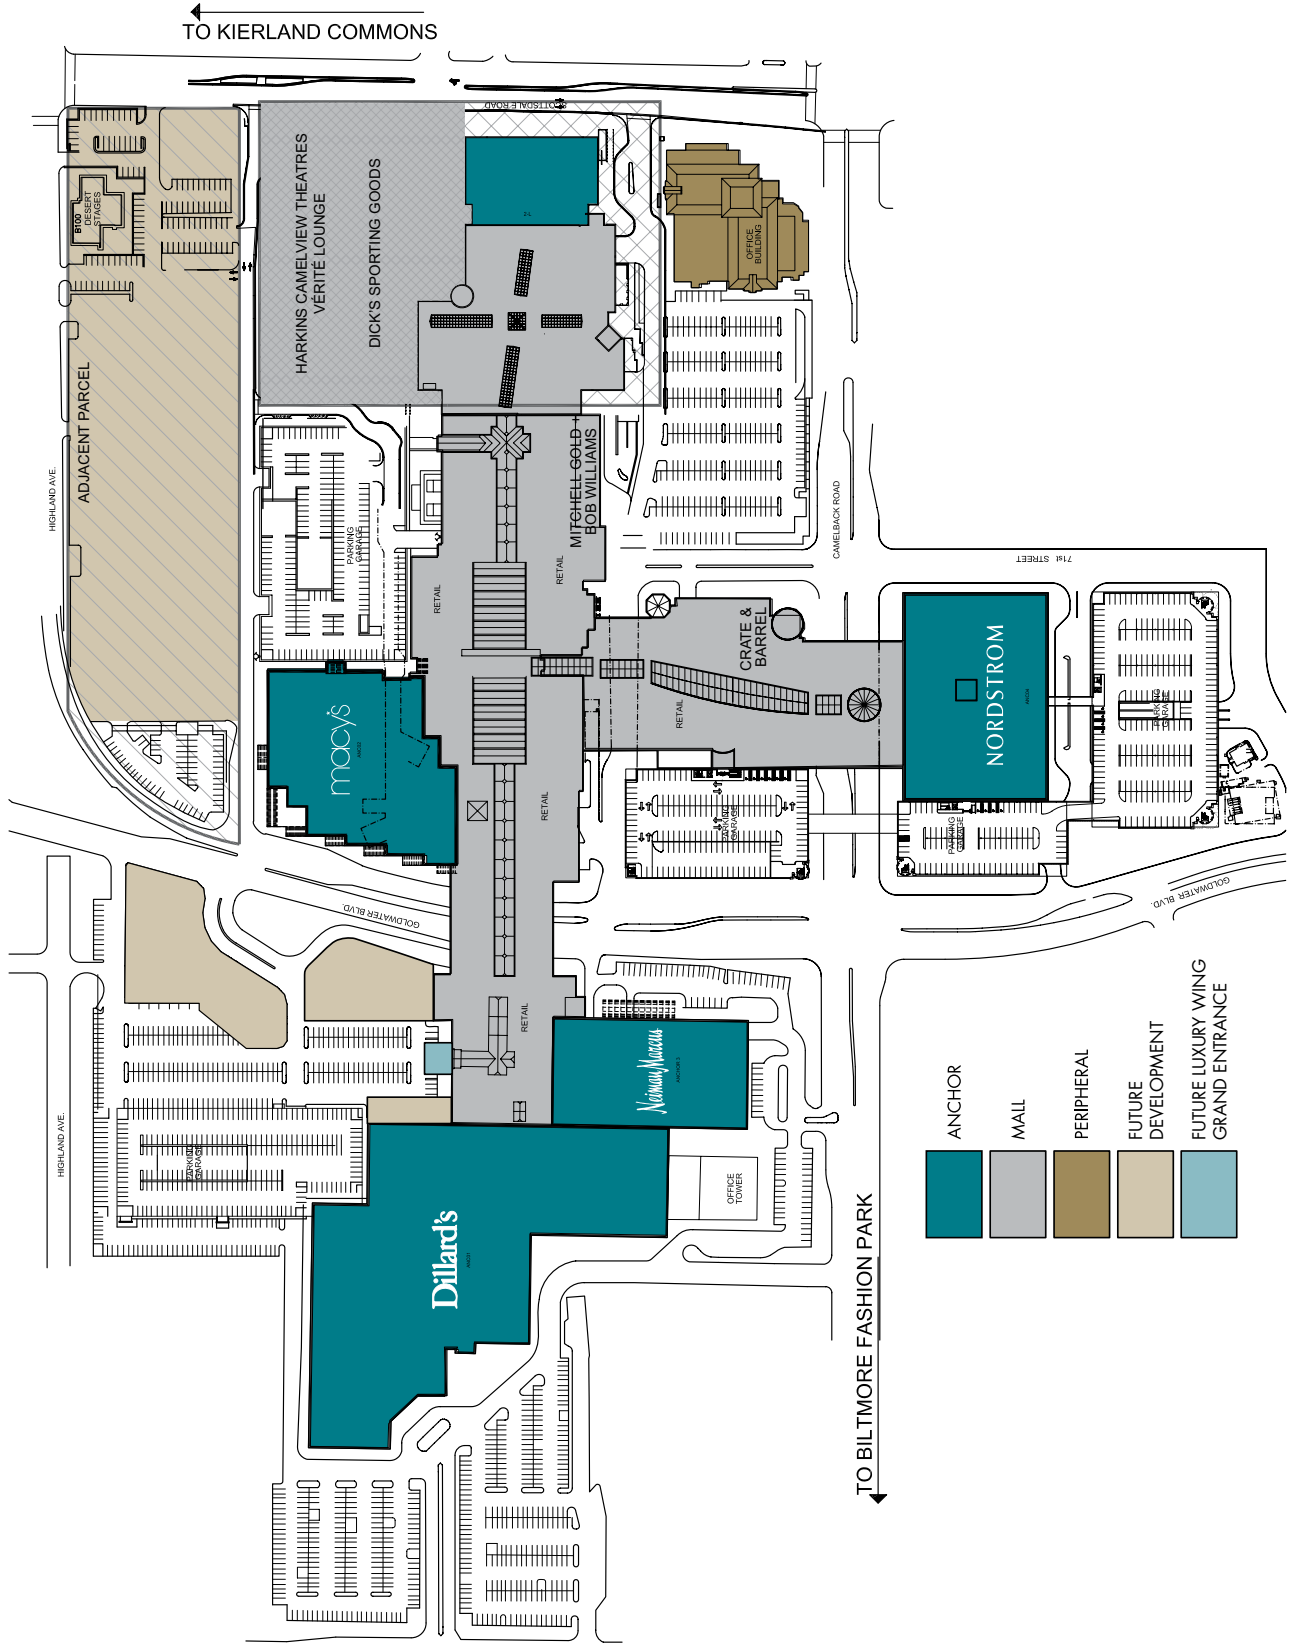 TO KIERLAND COMMONS
B100
DESERT
STAGES
HARKINS CAMELVIEW THEATRES
VÉRITÉ LOUNGE
DICK'S SPORTING GOODS
OFFICE
BUILDING
ADJACENT PARCEL
HIGHLAND AVE.
PARKING
GARAGE
MITCHELL GOLD +
BOB WILLIAMS
RETAIL
RETAIL
CAMELBACK ROAD
71st STREET
CRATE &
BARREL
RETAIL
macy's
NORDSTROM
PARKING
GARAGE
RETAIL
PARKING
GARAGE
PARKING
GARAGE
GOLDWATER BLVD.
GOLDWATER BLVD.
RETAIL
Neiman Marcus
HIGHLAND AVE.
PARKING
GARAGE
OFFICE
TOWER
Dillard's
TO BILTMORE FASHION PARK
ANCHOR
MALL
PERIPHERAL
FUTURE
DEVELOPMENT
FUTURE LUXURY WING
GRAND ENTRANCE